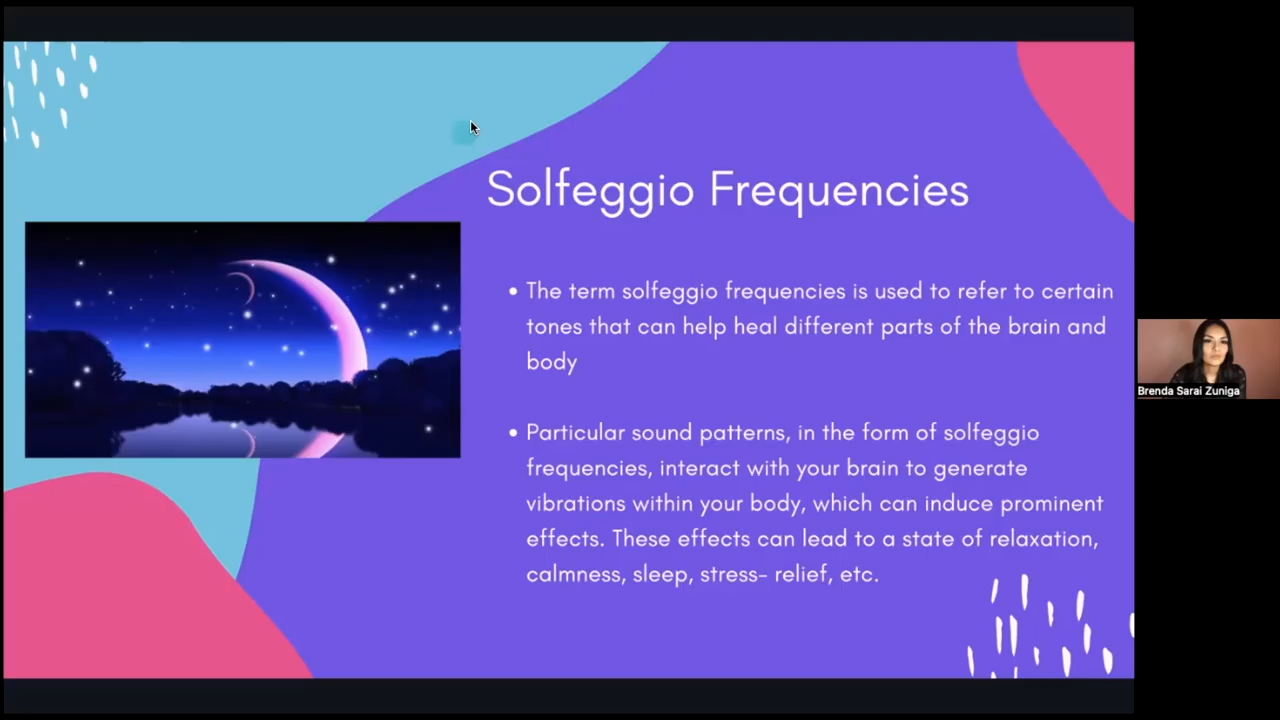 Solfeggio Frequencies
• The term solfeggio frequencies is used to refer to certain
tones that can help heal different parts of the brain and
body
• Particular sound patterns, in the form of solfeggio
frequencies, interact with your brain to generate
vibrations within your body, which can induce prominent
effects. These effects can lead to a state of relaxation,
calmness, sleep, stress- relief, etc.
Brenda Sarai Zuniga